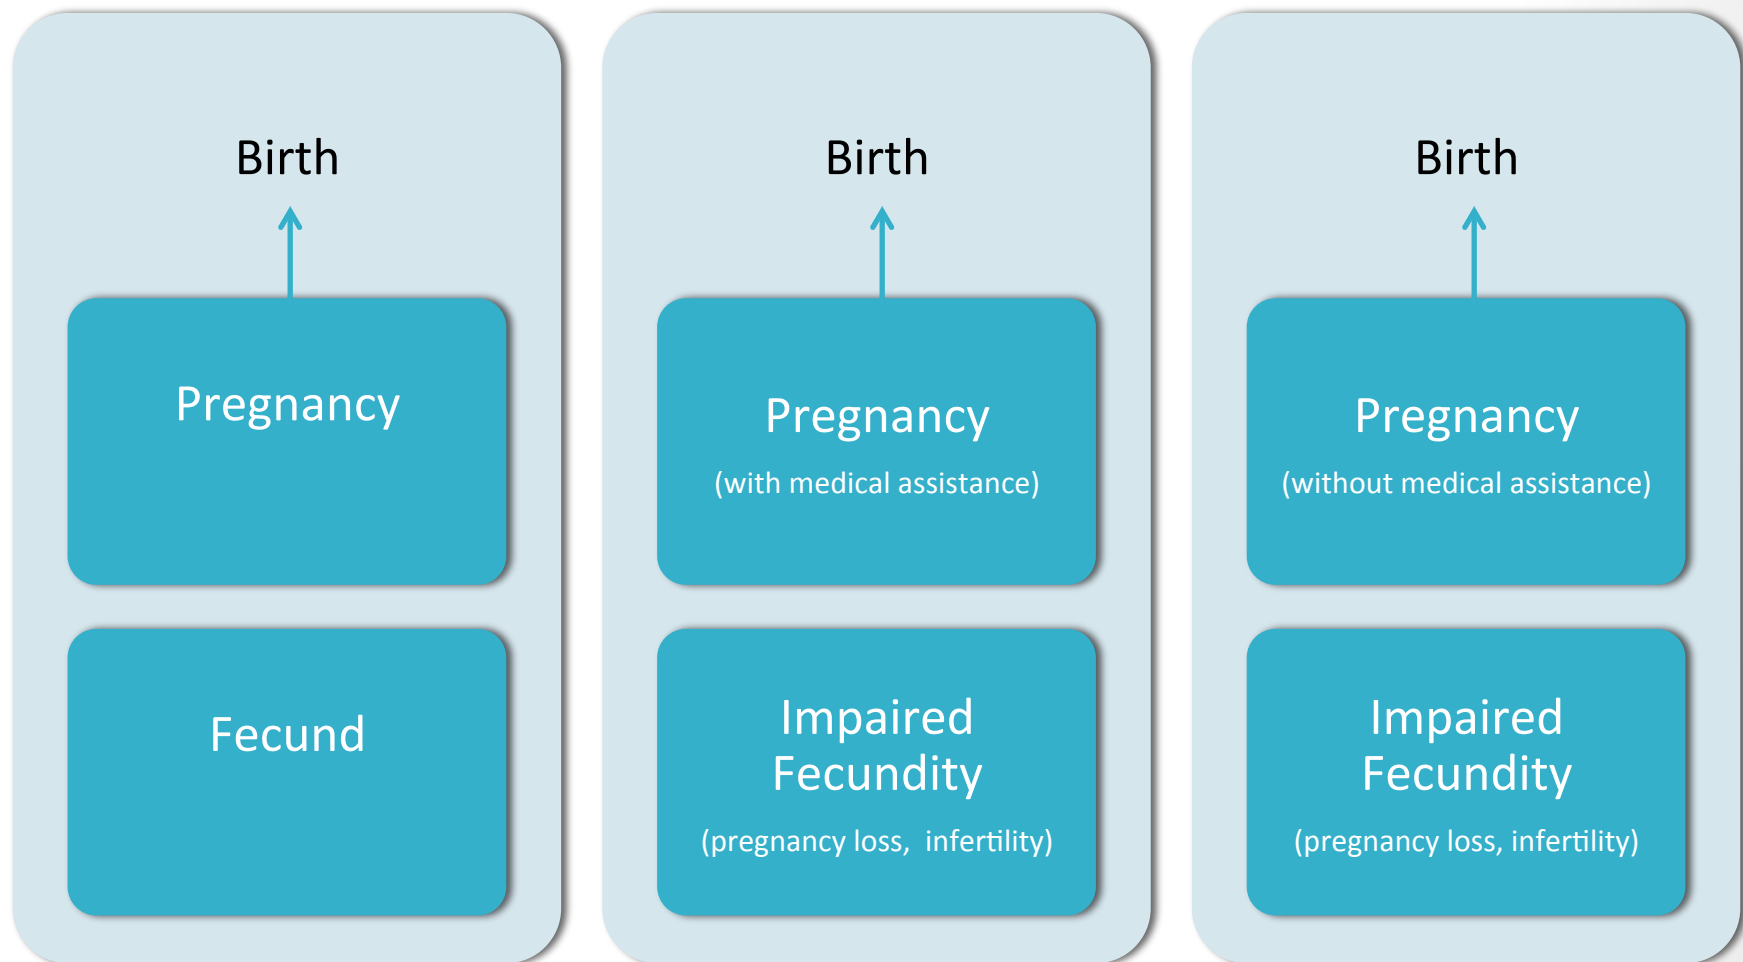 Birth
Pregnancy
Fecund
Birth
Pregnancy
(with medical assistance)
Impaired
Fecundity
(pregnancy loss,  infertility)
Birth
Pregnancy
(without medical assistance)
Impaired
Fecundity
(pregnancy loss, infertility)